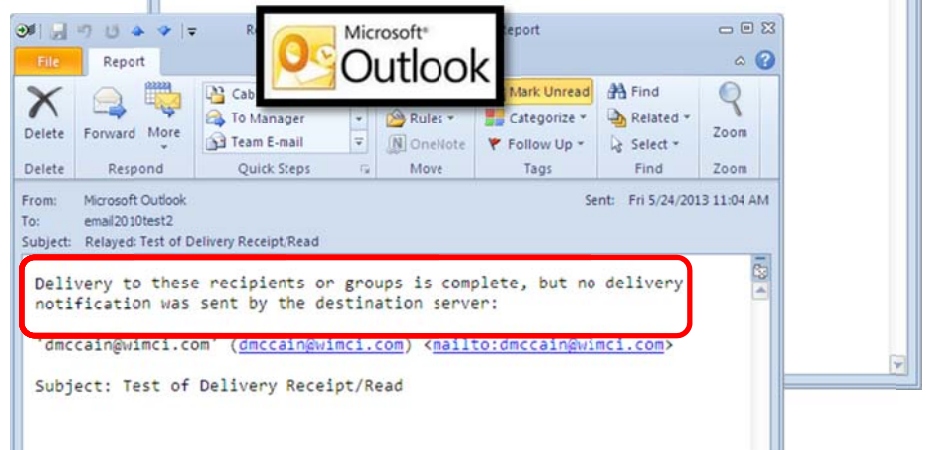 Microsoft®
Outlook
Report
File Report
Cab
Mark Unread
Find
To Manager
Rules
Categorize
Related
Delete Forward More
Team E-mail
OneNote
Follow Up
Select
Zoom
Delete Respond Quick Steps Move Tags Find Zoom
From: Microsoft Outlook
Sent: Fri 5/24/2013 11:04 AM
To: email2010test2
Subject: Relayed: Test of Delivery Receipt/Read
Delivery to these recipients or groups is complete, but no delivery
notification was sent by the destination server:
'dmccain@wimci.com' (dmccain@wimci.com) <mailto:dmccain@wimci.com>
Subject: Test of Delivery Receipt/Read